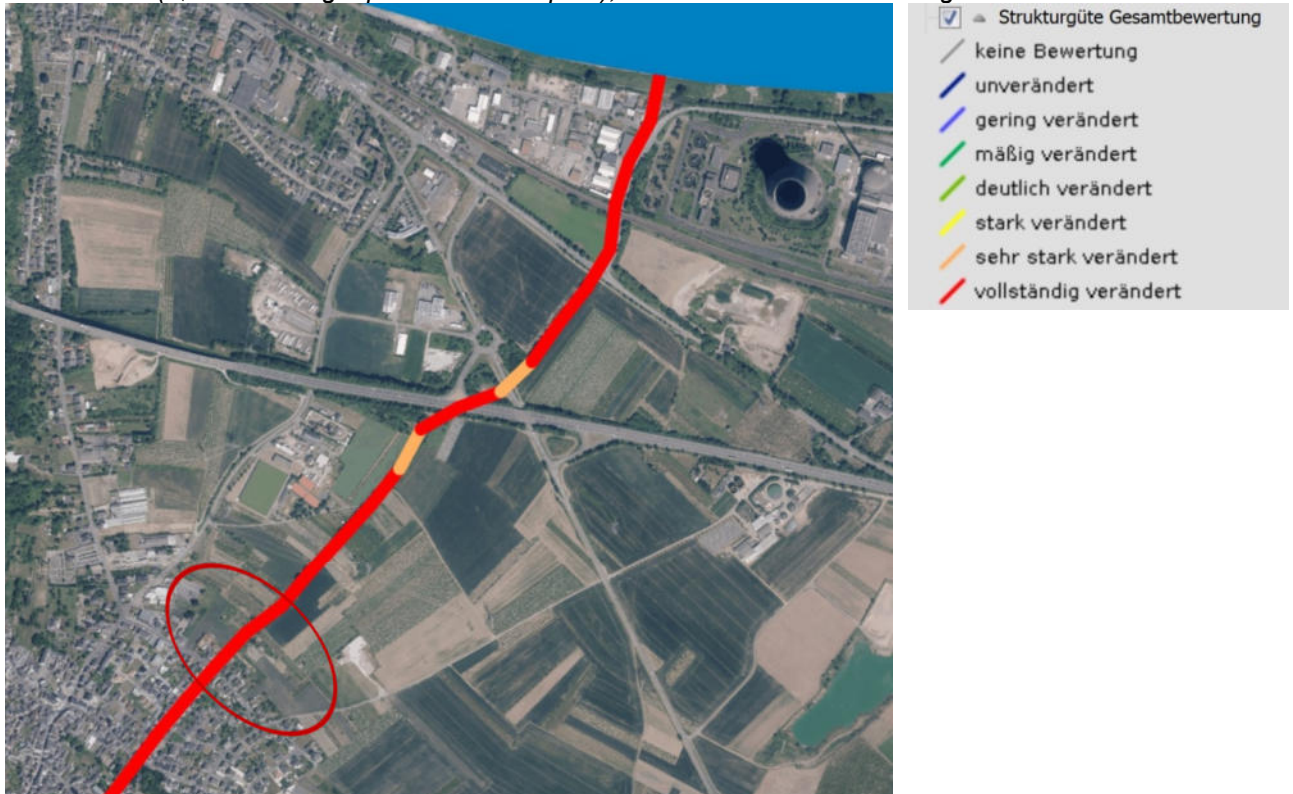 Strukturgüte Gesamtbewertung
keine Bewertung
unverändert
gering verändert
mäßig verändert
deutlich verändert
stark verändert
sehr stark verändert
vollständig verändert